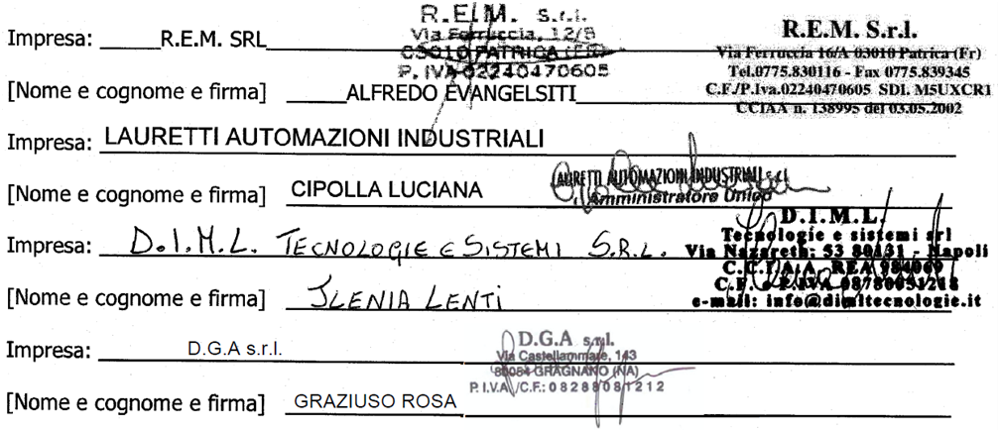 Impresa: R.E.M. SRL
R.E.M. S.r.l.
Via Ferruccia, 12/B
03010 PATRICA (FR)
P. IVA 02240470605
R.E.M. S.r.l.
Via Ferruccia 16/A 03010 Patrica (Fr)
Tel.0775.830116 - Fax 0775.839345
C.F./P.Iva.02240470605 SDI. M5UXCR1
CCIAA n. 138995 del 03.05.2002
[Nome e cognome e firma] ALFREDO EVANGELSITI
Impresa: LAURETTI AUTOMAZIONI INDUSTRIALI
[Nome e cognome e firma] CIPOLLA LUCIANA
LAURETTI AUTOMAZIONI INDUSTRIALI s.r.l.
Amministratore Unico
Impresa: D.I.M.L. TECNOLOGIE E SISTEMI S.R.L.
D.I.M.L.
Tecnologie e sistemi srl
Via Nazareth; 53 80131 - Napoli
C.C.I.A.A. REA 984069
C.F. e P.IVA 08780051218
e-mail: info@dimltecnologie.it
[Nome e cognome e firma] ILENIA LENTI
Impresa: D.G.A s.r.l.
D.G.A s.r.l.
Via Castellammare, 143
80054 GRAGNANO (NA)
P.I.VA./C.F.: 08288081212
[Nome e cognome e firma] GRAZIUSO ROSA